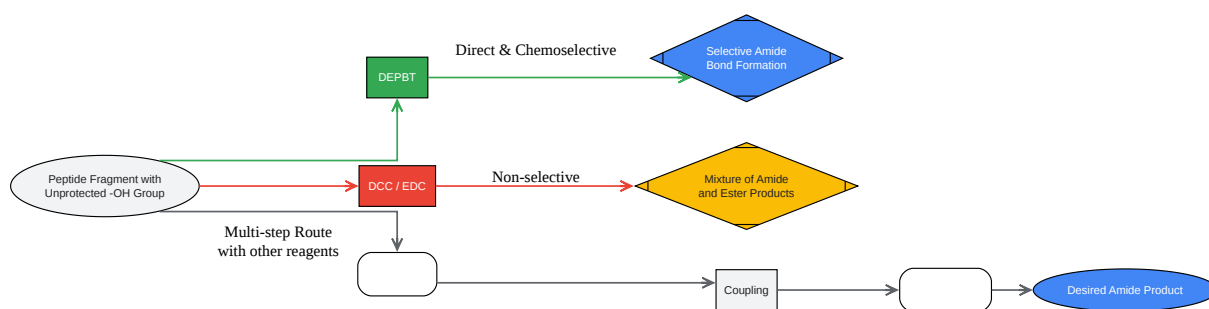 Direct & Chemoselective
Selective Amide
Bond Formation
DEPBT
Peptide Fragment with
Unprotected -OH Group
DCC / EDC
Non-selective
Mixture of Amide
and Ester Products
Multi-step Route
with other reagents
Coupling
Desired Amide Product